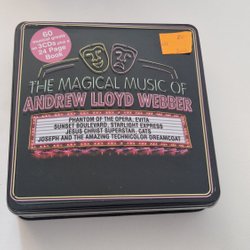 60
musical greats
on 3CDs plus a
24 Page
Book
THE MAGICAL MUSIC OF
ANDREW LLOYD WEBBER
PHANTOM OF THE OPERA, EVITA
SUNSET BOULEVARD, STARLIGHT EXPRESS
JESUS CHRIST SUPERSTAR, CATS
JOSEPH AND THE AMAZING TECHNICOLOR DREAMCOAT